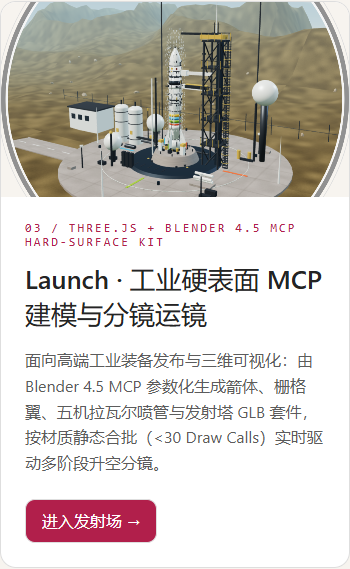 03 / THREE.JS + BLENDER 4.5 MCP
HARD-SURFACE KIT
Launch · 工业硬表面 MCP
建模与分镜运镜
面向高端工业装备发布与三维可视化：由
Blender 4.5 MCP 参数化生成箭体、栅格
翼、五机拉瓦尔喷管与发射塔 GLB 套件，
按材质静态合批（<30 Draw Calls）实时驱
动多阶段升空分镜。
进入发射场 →